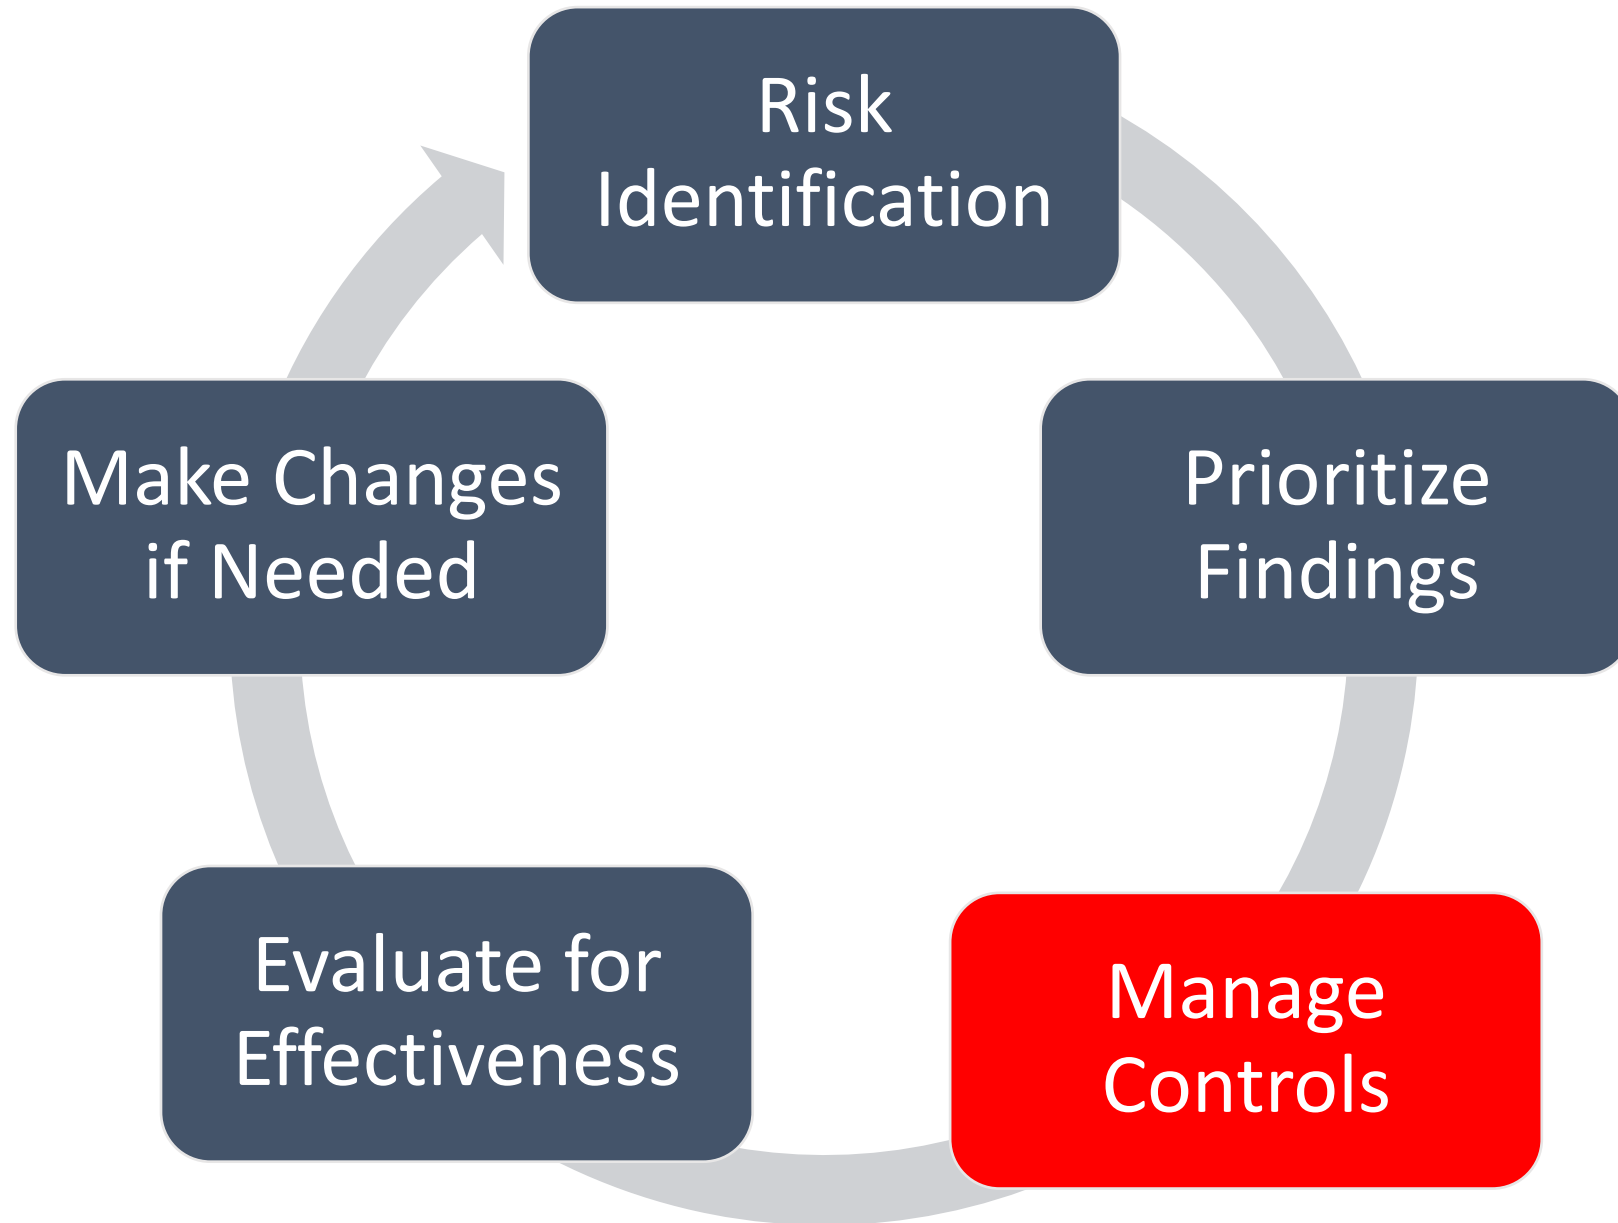 Risk
Identification
Prioritize
Findings
Manage
Controls
Evaluate for
Effectiveness
Make Changes
if Needed